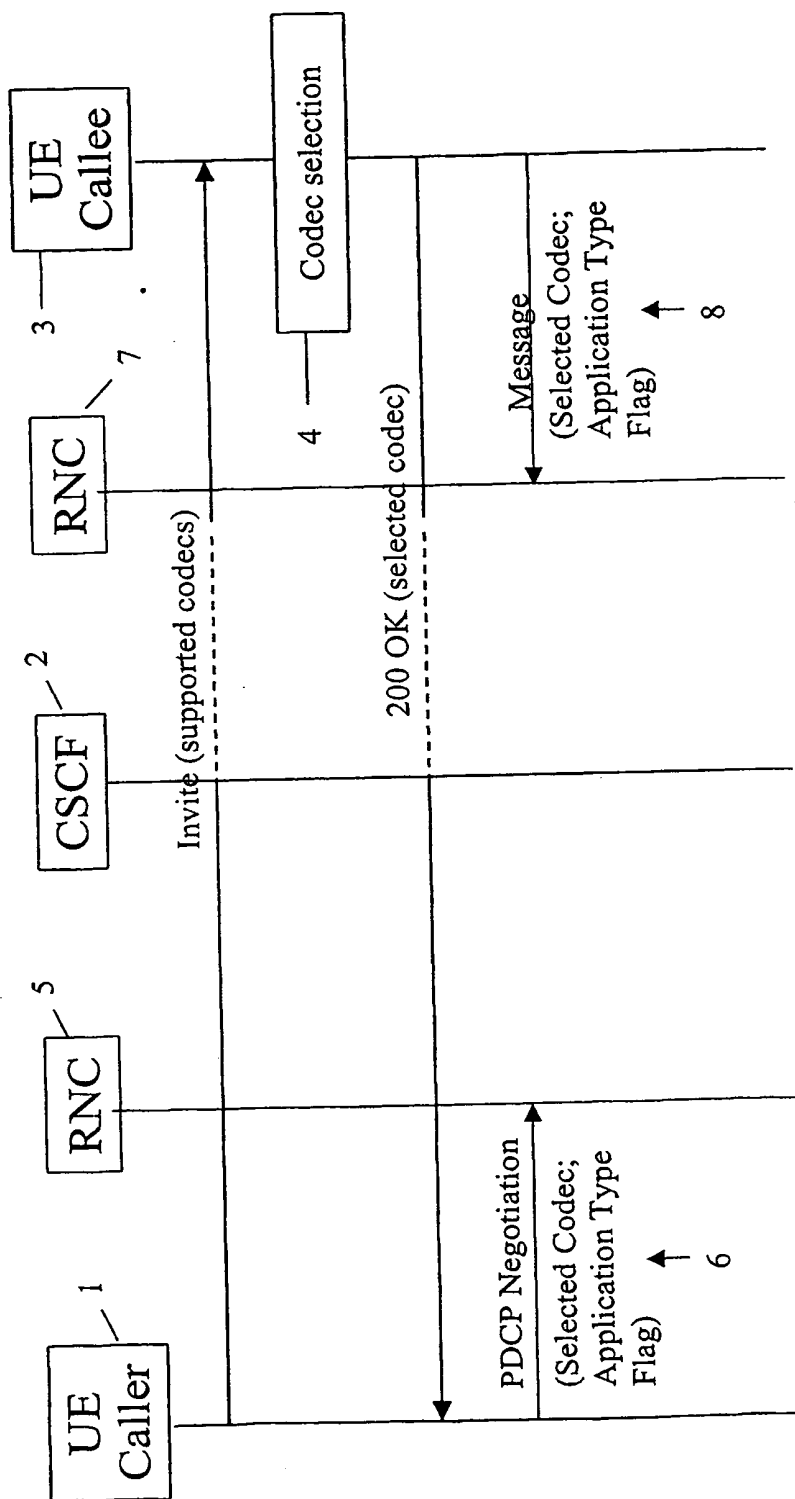 UE
Caller
1
RNC
5
CSCF
2
RNC
7
UE
Callee
3
Invite (supported codecs)
Codec selection
4
200 OK (selected codec)
PDCP Negotiation
(Selected Codec;
Application Type
Flag)
6
Message
(Selected Codec;
Application Type
Flag)
8